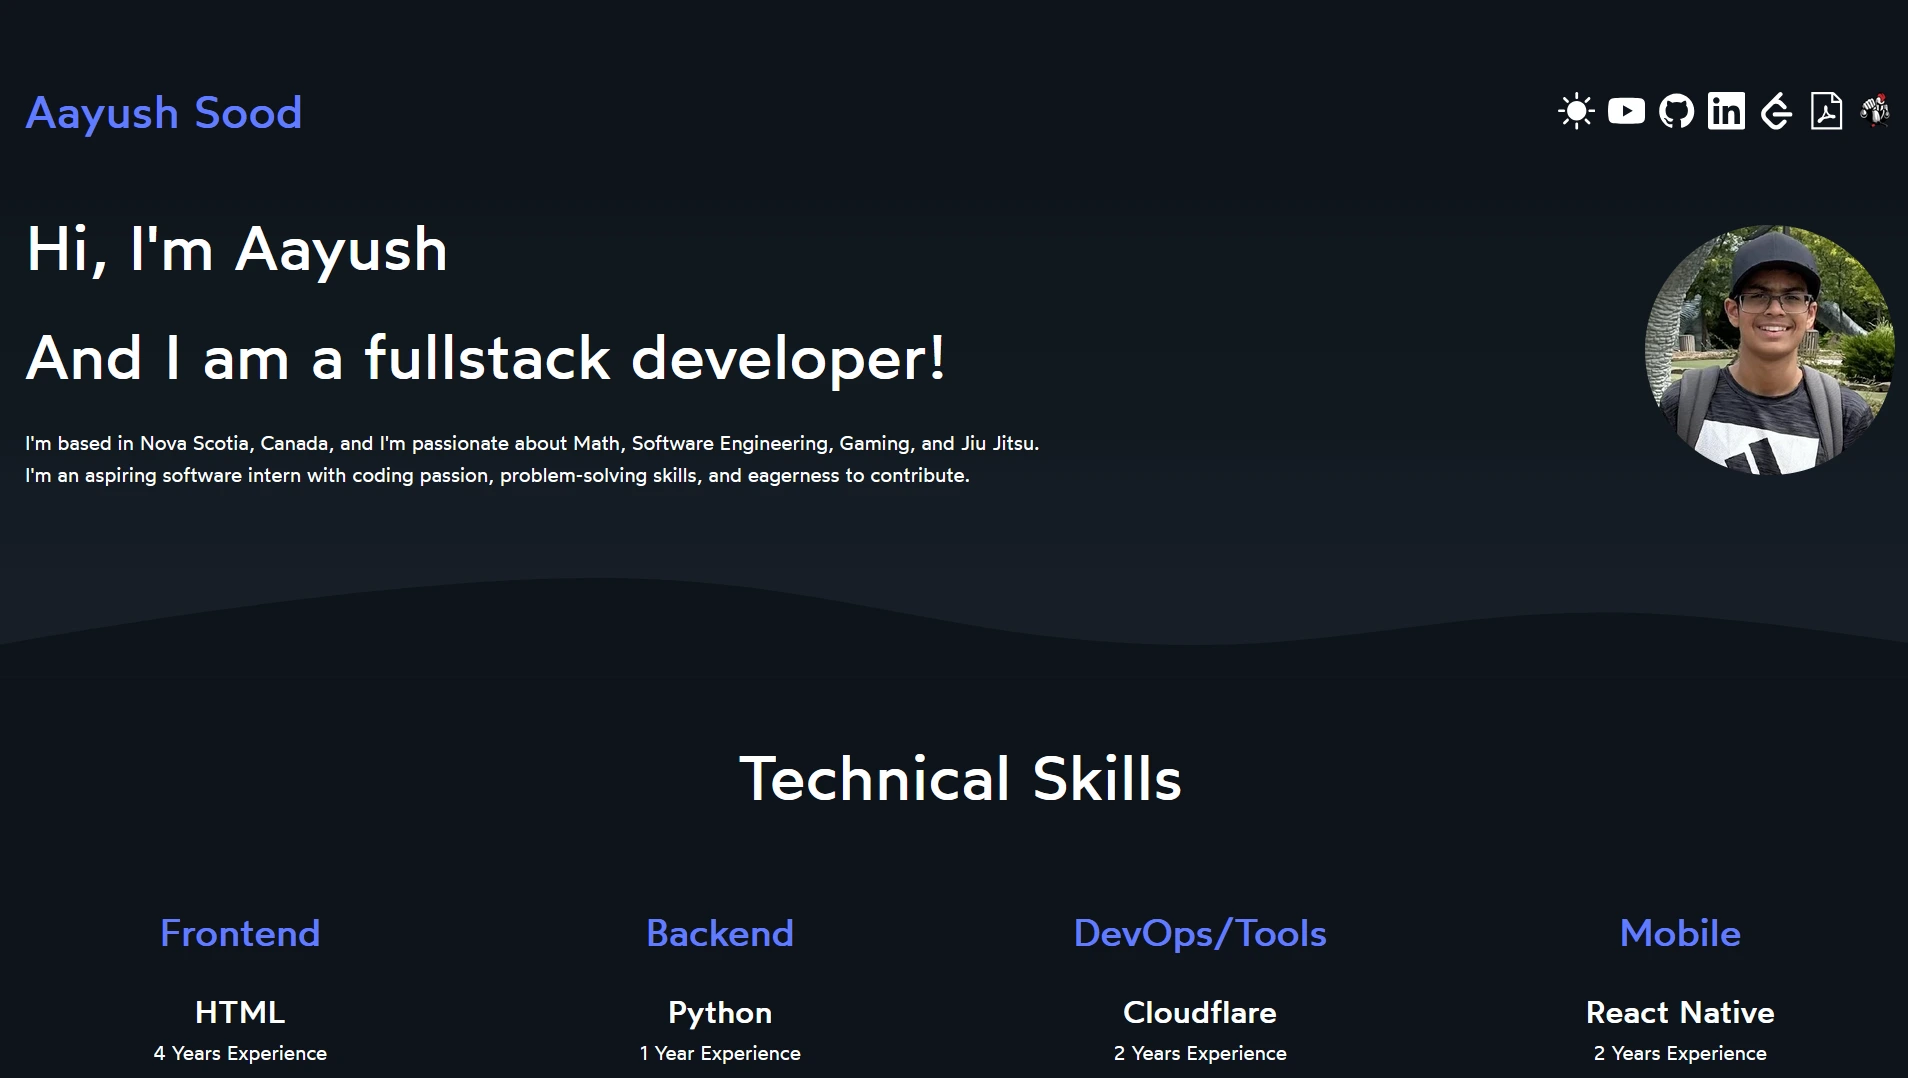 Aayush Sood
in
Hi, I'm Aayush
And I am a fullstack developer!
I'm based in Nova Scotia, Canada, and I'm passionate about Math, Software Engineering, Gaming, and Jiu Jitsu.
I'm an aspiring software intern with coding passion, problem-solving skills, and eagerness to contribute.
Technical Skills
Frontend Backend DevOps/Tools Mobile
HTML Python Cloudflare React Native
4 Years Experience 1 Year Experience 2 Years Experience 2 Years Experience